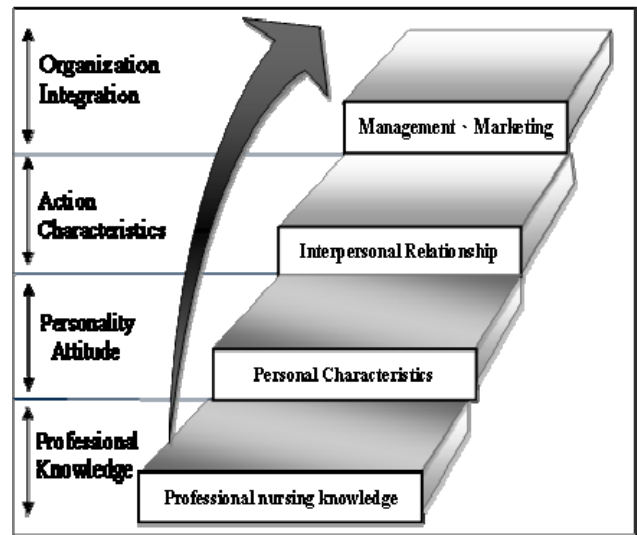 Organization
Integration
Management、Marketing
Action
Characteristics
Interpersonal Relationship
Personality
Attitude
Personal Characteristics
Professional
Knowledge
Professional nursing knowledge